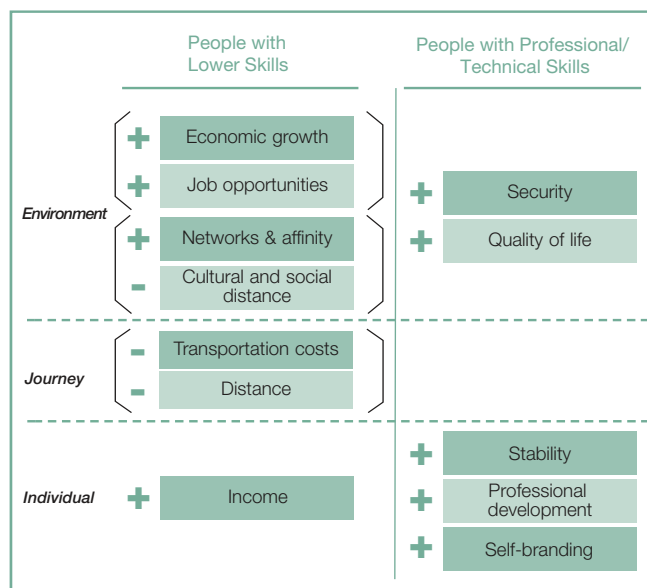 People with
Lower Skills
People with Professional/
Technical Skills
Environment
+ Economic growth
+ Job opportunities
+ Networks & affinity
- Cultural and social
distance
+ Security
+ Quality of life
Journey
- Transportation costs
- Distance
Individual
+ Income
+ Stability
+ Professional
development
+ Self-branding